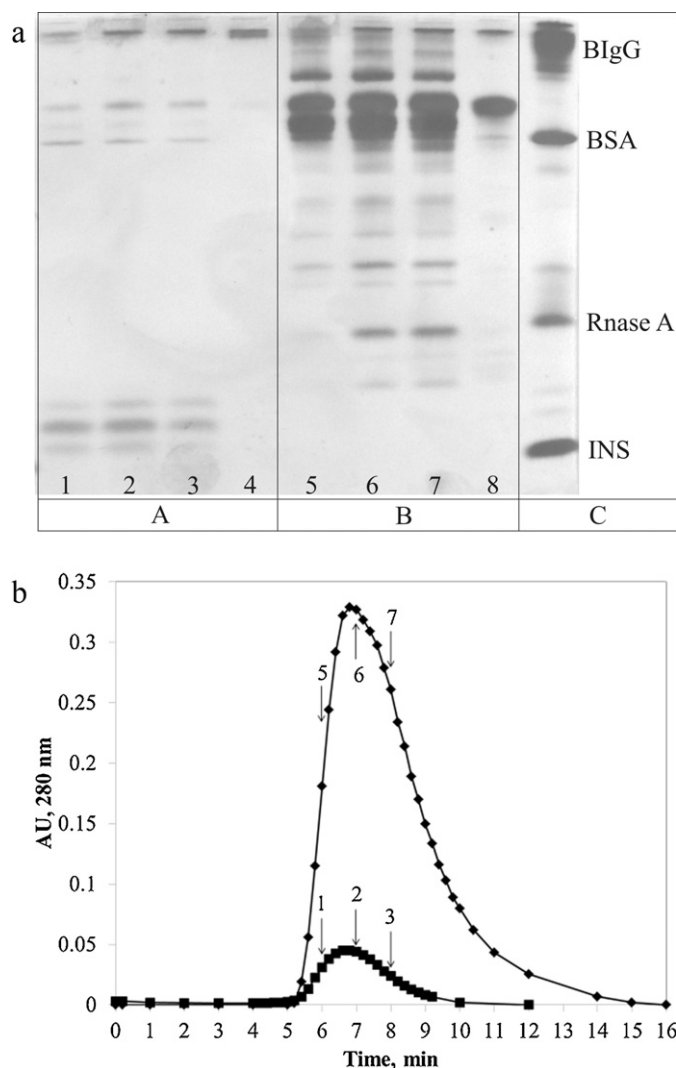 a
BIgG
BSA
Rnase A
INS
1 2 3 4 5 6 7 8
A B C
b
0.35
0.3
0.25
0.2
0.15
0.1
0.05
0
AU, 280 nm
5
6
7
1
2
3
0 1 2 3 4 5 6 7 8 9 10 11 12 13 14 15 16
Time, min